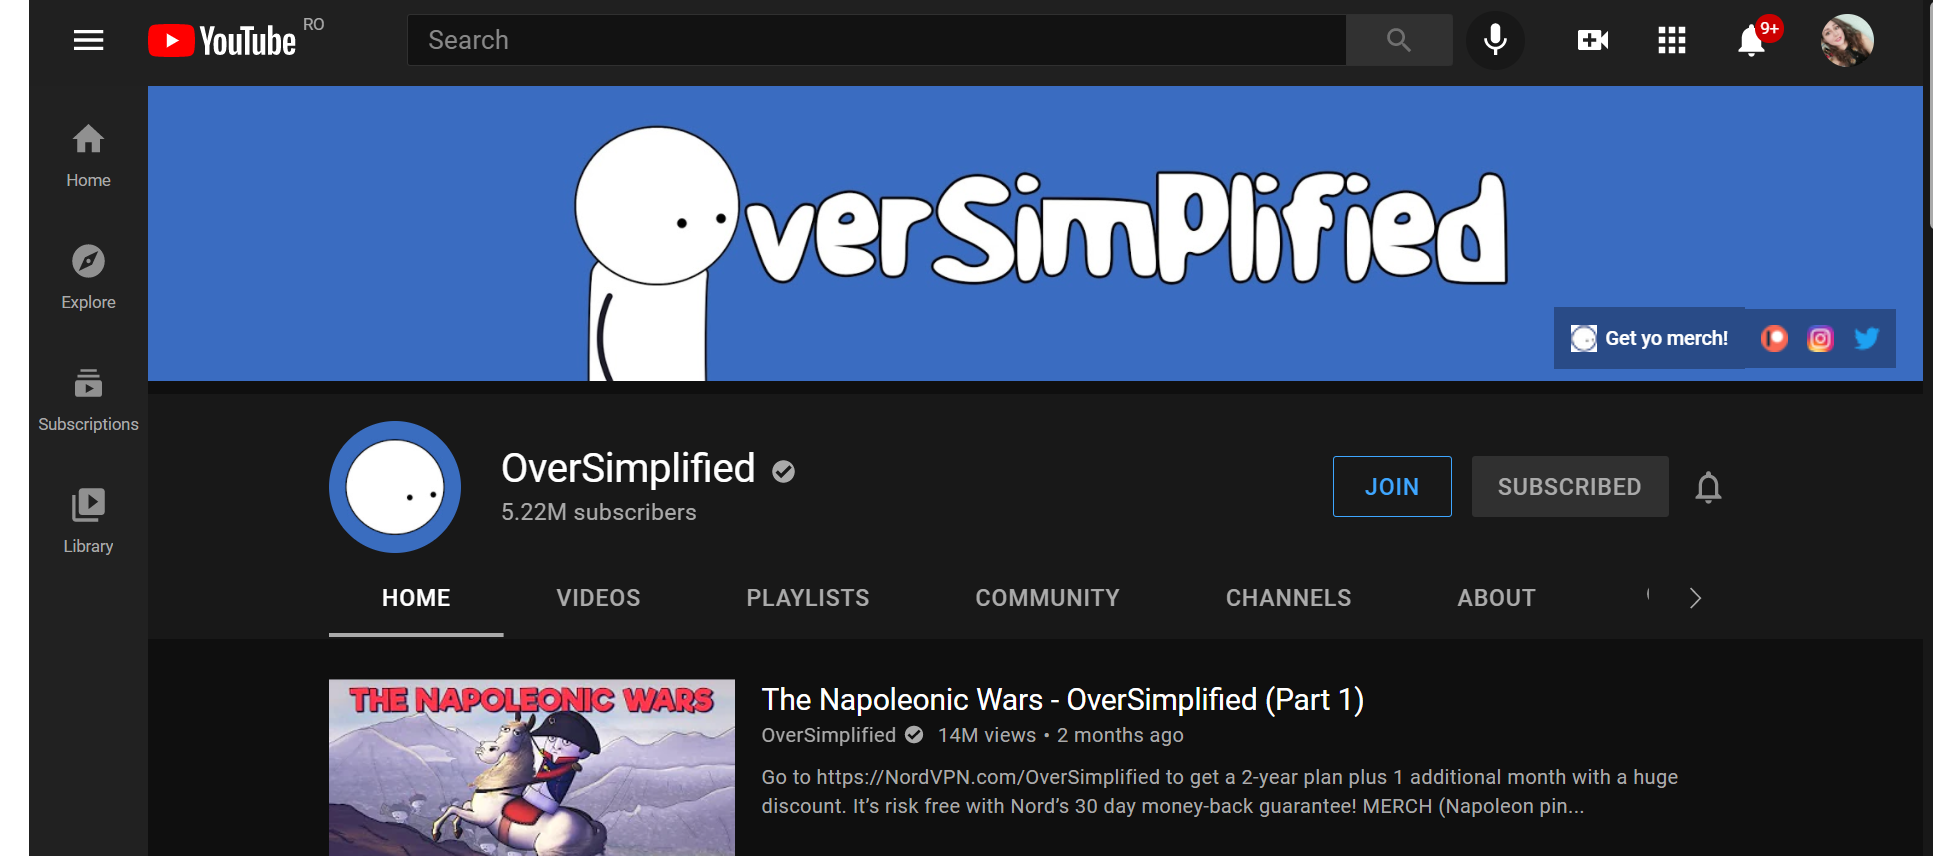 YouTube RO
Search
9+
Home
Explore
Subscriptions
Library
OverSimplified
Get yo merch!
OverSimplified
5.22M subscribers
JOIN
SUBSCRIBED
HOME
VIDEOS
PLAYLISTS
COMMUNITY
CHANNELS
ABOUT
THE NAPOLEONIC WARS
The Napoleonic Wars - OverSimplified (Part 1)
OverSimplified 14M views • 2 months ago
Go to https://NordVPN.com/OverSimplified to get a 2-year plan plus 1 additional month with a huge
discount. It’s risk free with Nord’s 30 day money-back guarantee! MERCH (Napoleon pin...